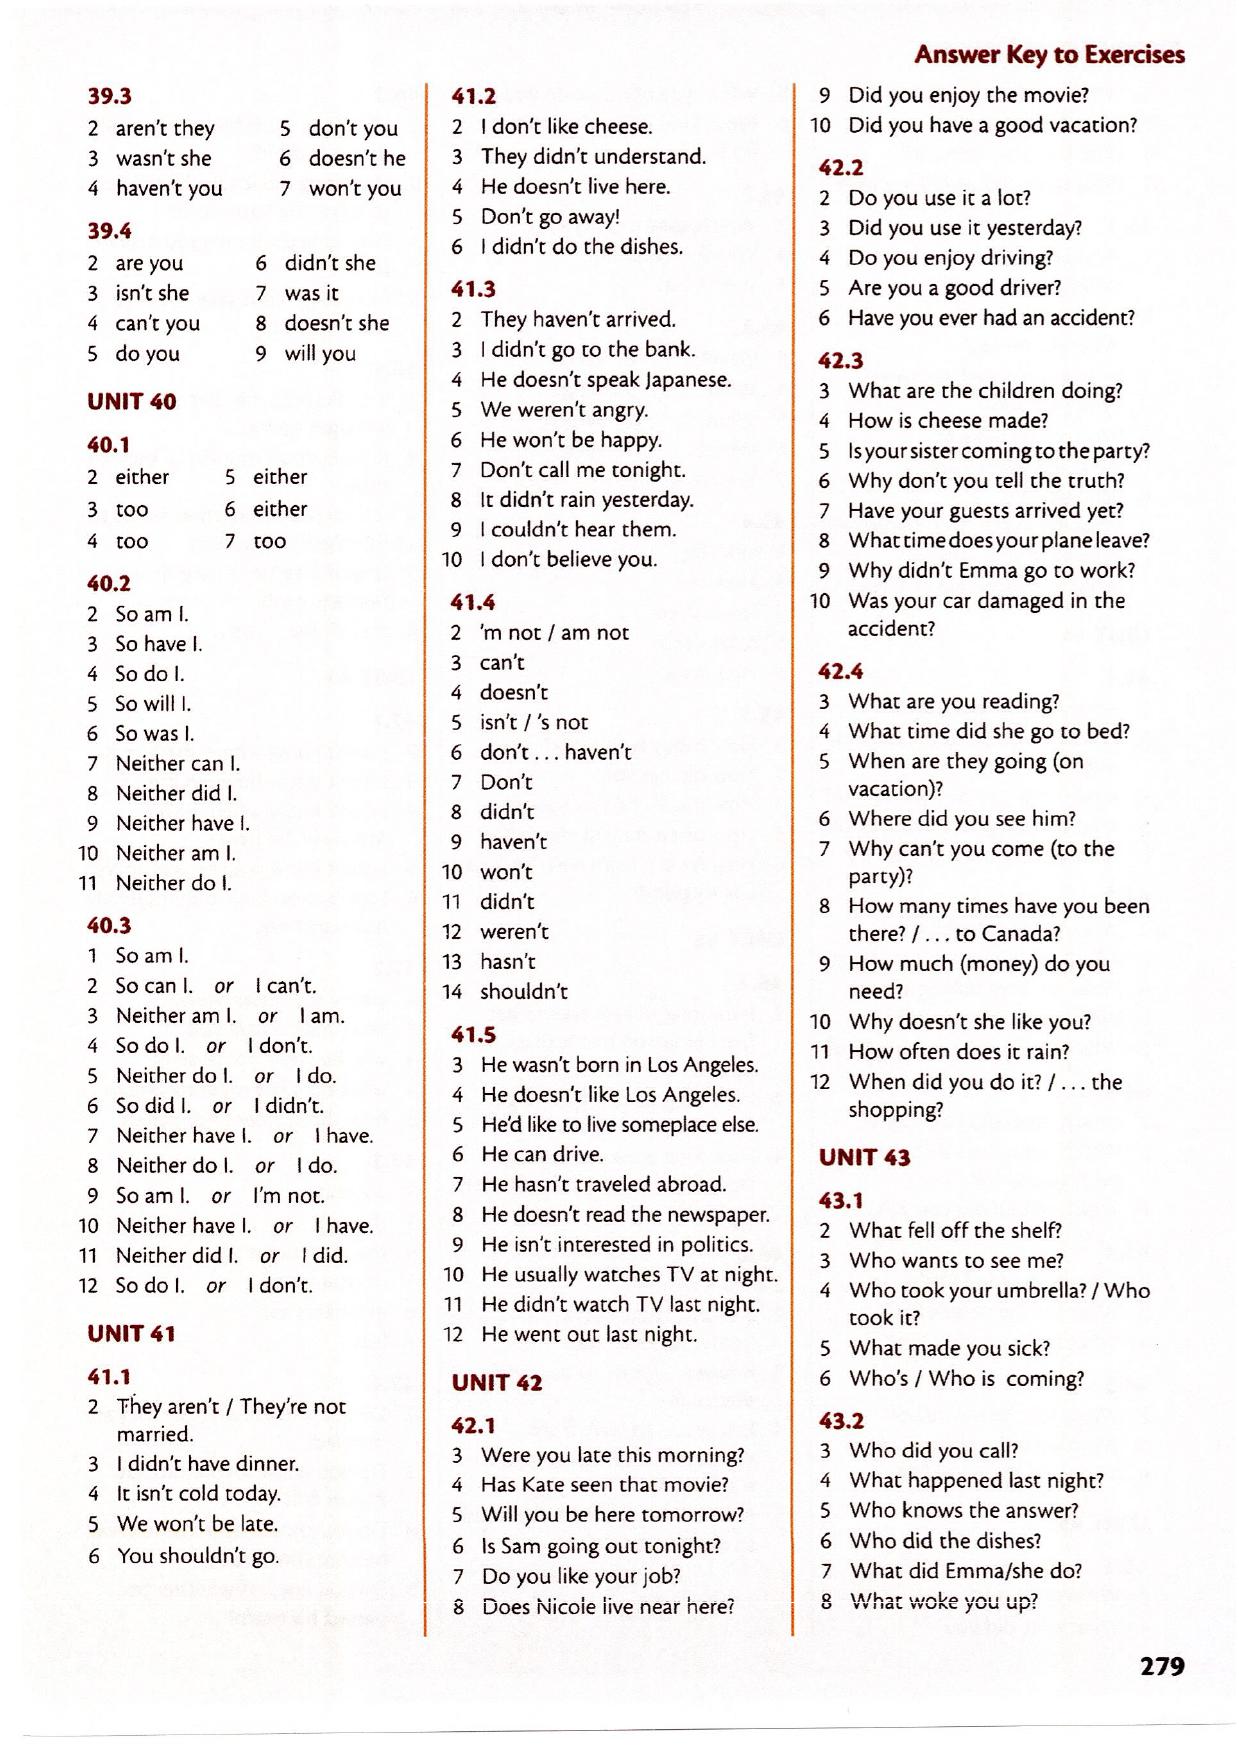 Answer Key to Exercises
39.3
2 aren't they 5 don't you
3 wasn't she 6 doesn't he
4 haven't you 7 won't you
39.4
2 are you 6 didn't she
3 isn't she 7 was it
4 can't you 8 doesn't she
5 do you 9 will you
UNIT 40
40.1
2 either 5 either
3 too 6 either
4 too 7 too
40.2
2 So am I.
3 So have I.
4 So do I.
5 So will I.
6 So was I.
7 Neither can I.
8 Neither did I.
9 Neither have I.
10 Neither am I.
11 Neither do I.
40.3
1 So am I.
2 So can I. or I can't.
3 Neither am I. or I am.
4 So do I. or I don't.
5 Neither do I. or I do.
6 So did I. or I didn't.
7 Neither have I. or I have.
8 Neither do I. or I do.
9 So am I. or I'm not.
10 Neither have I. or I have.
11 Neither did I. or I did.
12 So do I. or I don't.
UNIT 41
41.1
2 They aren't / They're not
married.
3 I didn't have dinner.
4 It isn't cold today.
5 We won't be late.
6 You shouldn't go.
41.2
2 I don't like cheese.
3 They didn't understand.
4 He doesn't live here.
5 Don't go away!
6 I didn't do the dishes.
41.3
2 They haven't arrived.
3 I didn't go to the bank.
4 He doesn't speak Japanese.
5 We weren't angry.
6 He won't be happy.
7 Don't call me tonight.
8 It didn't rain yesterday.
9 I couldn't hear them.
10 I don't believe you.
41.4
2 'm not / am not
3 can't
4 doesn't
5 isn't / 's not
6 don't . . . haven't
7 Don't
8 didn't
9 haven't
10 won't
11 didn't
12 weren't
13 hasn't
14 shouldn't
41.5
3 He wasn't born in Los Angeles.
4 He doesn't like Los Angeles.
5 He'd like to live someplace else.
6 He can drive.
7 He hasn't traveled abroad.
8 He doesn't read the newspaper.
9 He isn't interested in politics.
10 He usually watches TV at night.
11 He didn't watch TV last night.
12 He went out last night.
UNIT 42
42.1
3 Were you late this morning?
4 Has Kate seen that movie?
5 Will you be here tomorrow?
6 Is Sam going out tonight?
7 Do you like your job?
8 Does Nicole live near here?
9 Did you enjoy the movie?
10 Did you have a good vacation?
42.2
2 Do you use it a lot?
3 Did you use it yesterday?
4 Do you enjoy driving?
5 Are you a good driver?
6 Have you ever had an accident?
42.3
3 What are the children doing?
4 How is cheese made?
5 Is your sister coming to the party?
6 Why don't you tell the truth?
7 Have your guests arrived yet?
8 What time does your plane leave?
9 Why didn't Emma go to work?
10 Was your car damaged in the
accident?
42.4
3 What are you reading?
4 What time did she go to bed?
5 When are they going (on
vacation)?
6 Where did you see him?
7 Why can't you come (to the
party)?
8 How many times have you been
there? / . . . to Canada?
9 How much (money) do you
need?
10 Why doesn't she like you?
11 How often does it rain?
12 When did you do it? / . . . the
shopping?
UNIT 43
43.1
2 What fell off the shelf?
3 Who wants to see me?
4 Who took your umbrella? / Who
took it?
5 What made you sick?
6 Who's / Who is coming?
43.2
3 Who did you call?
4 What happened last night?
5 Who knows the answer?
6 Who did the dishes?
7 What did Emma/she do?
8 What woke you up?
279